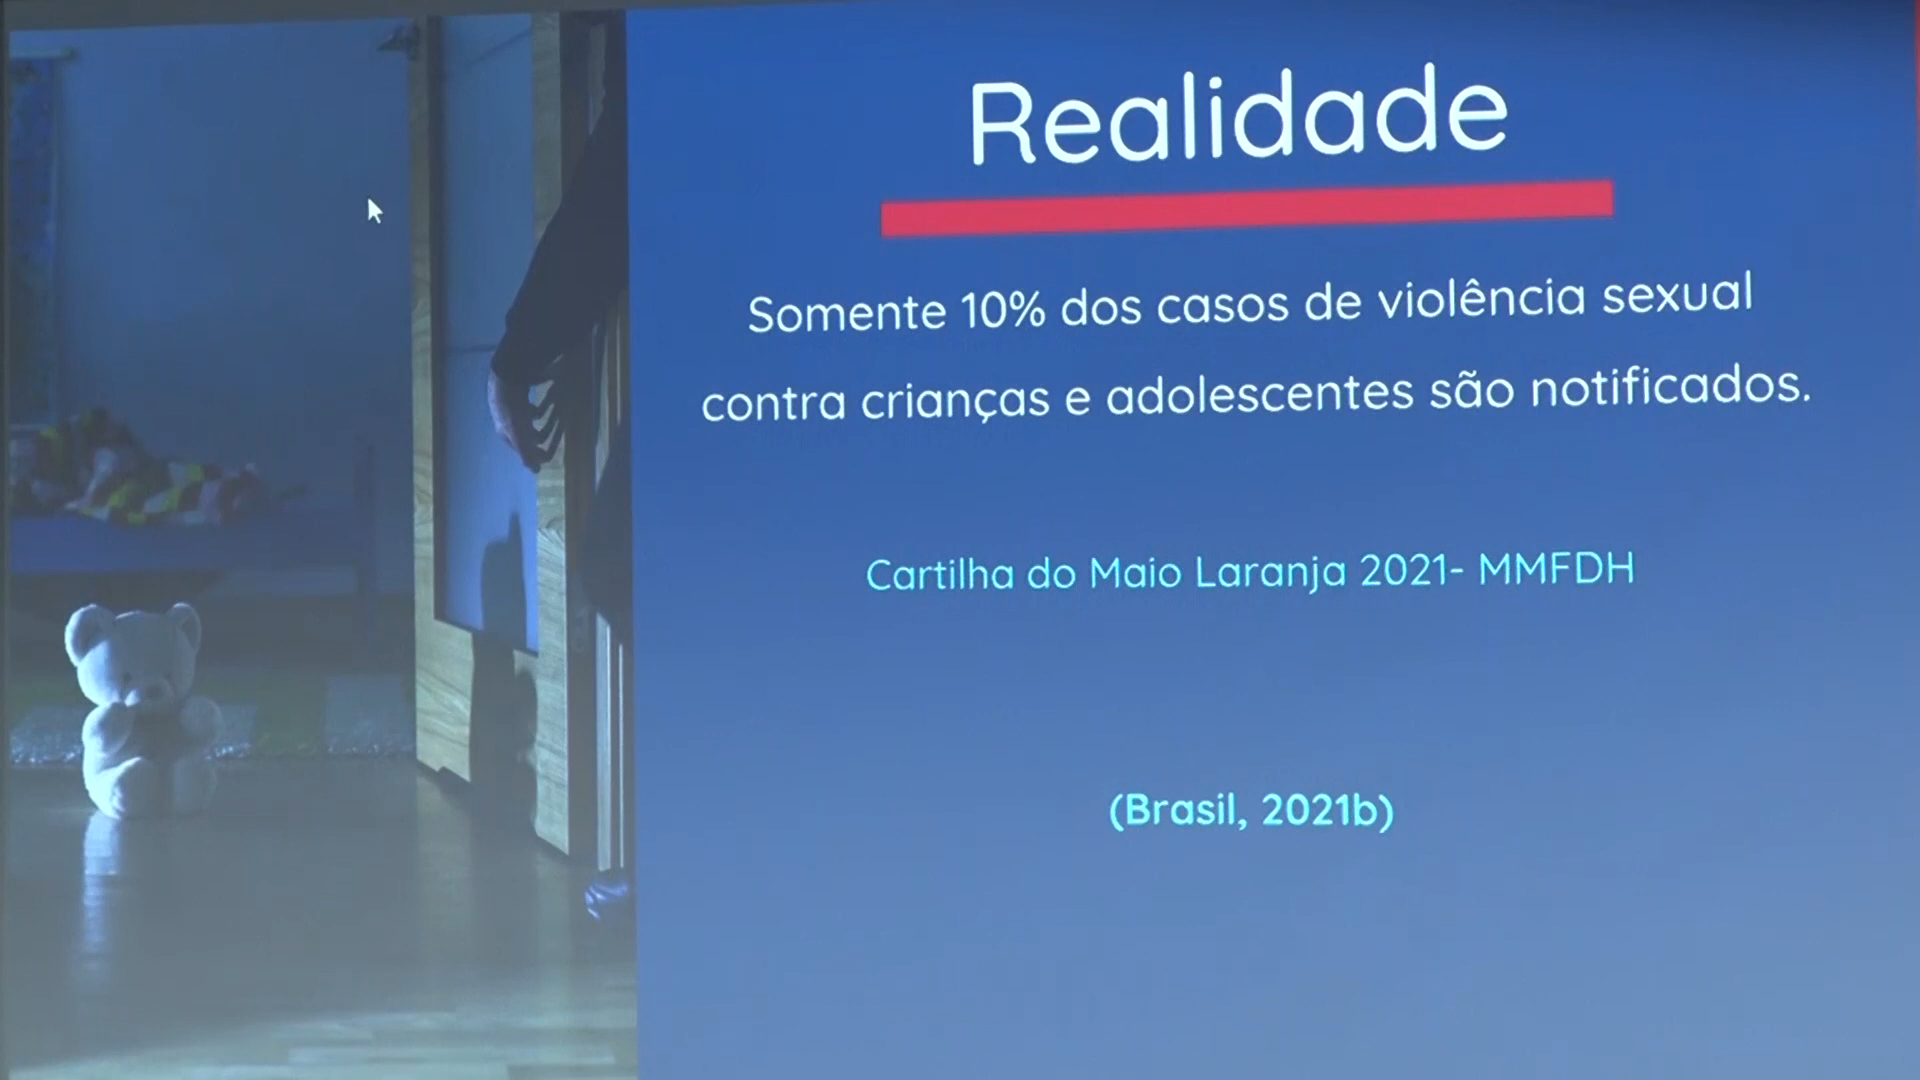 Realidade
Somente 10% dos casos de violência sexual
contra crianças e adolescentes são notificados.
Cartilha do Maio Laranja 2021- MMFDH
(Brasil, 2021b)